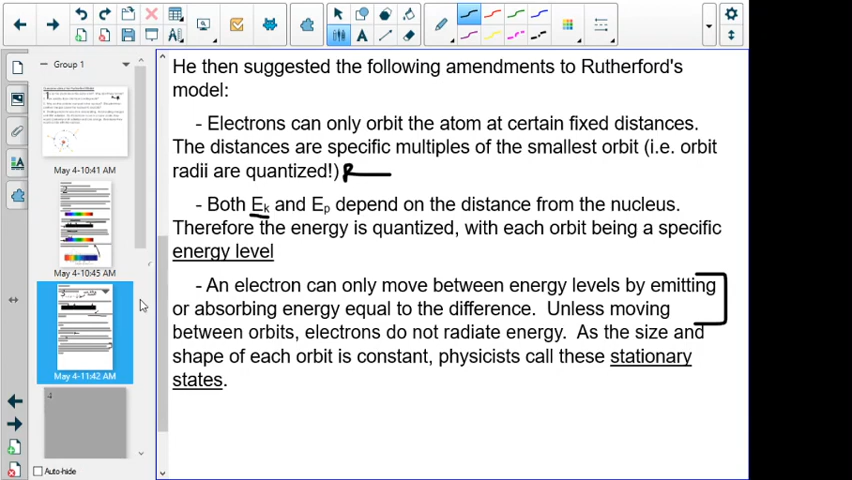 Group 1
May 4-10:41 AM
May 4-10:45 AM
May 4-11:42 AM
Auto-hide
He then suggested the following amendments to Rutherford's
model:
- Electrons can only orbit the atom at certain fixed distances.
The distances are specific multiples of the smallest orbit (i.e. orbit
radii are quantized!)
- Both Ek and Ep depend on the distance from the nucleus.
Therefore the energy is quantized, with each orbit being a specific
energy level
- An electron can only move between energy levels by emitting
or absorbing energy equal to the difference. Unless moving
between orbits, electrons do not radiate energy. As the size and
shape of each orbit is constant, physicists call these stationary
states.